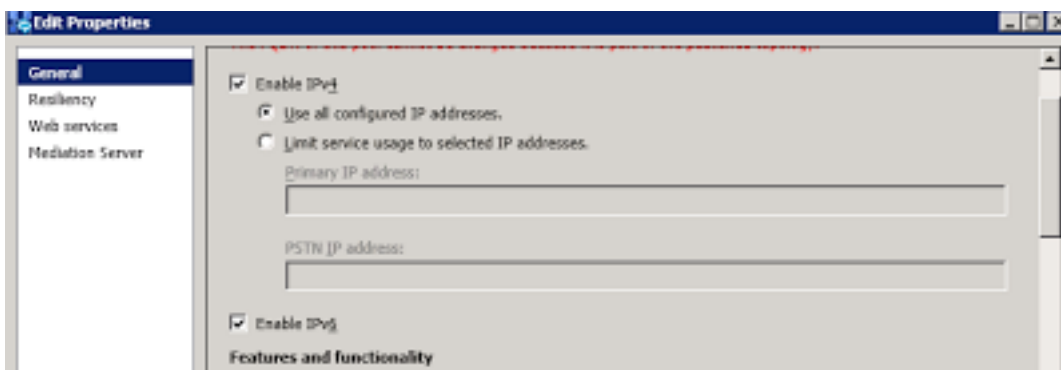 Edit Properties
General
Resiliency
Web services
Mediation Server
Enable IPv4
Use all configured IP addresses.
Limit service usage to selected IP addresses.
Primary IP address:
PSTN IP address:
Enable IPv6
Features and functionality